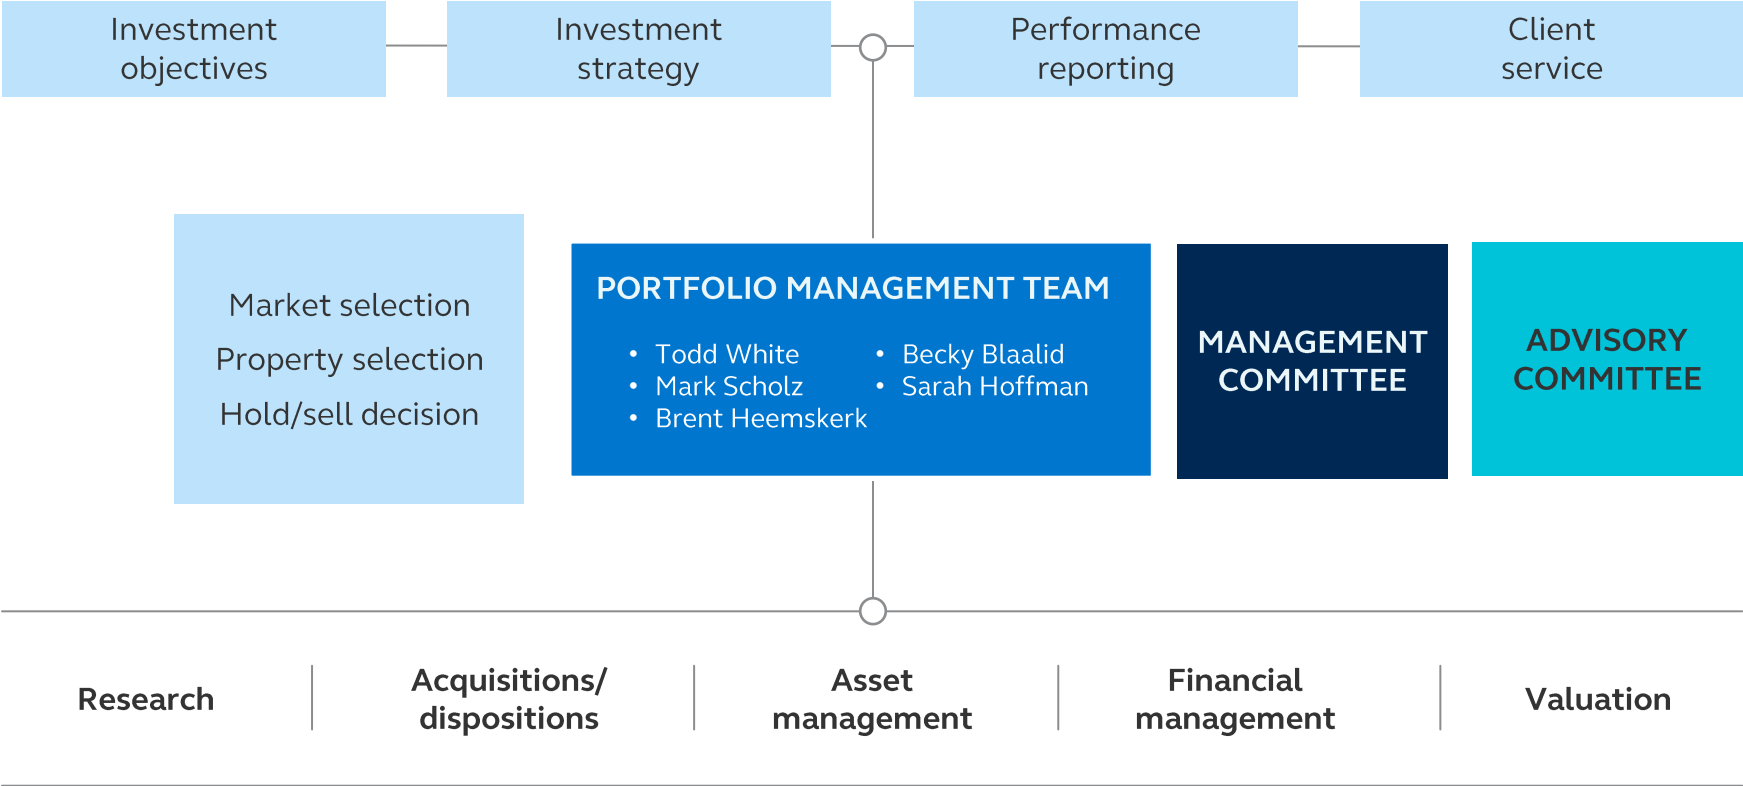 Investment
objectives
Investment
strategy
Performance
reporting
Client
service
Market selection
Property selection
Hold/sell decision
PORTFOLIO MANAGEMENT TEAM
• Todd White
• Mark Scholz
• Brent Heemskerk
• Becky Blaalid
• Sarah Hoffman
MANAGEMENT
COMMITTEE
ADVISORY
COMMITTEE
Research
Acquisitions/
dispositions
Asset
management
Financial
management
Valuation